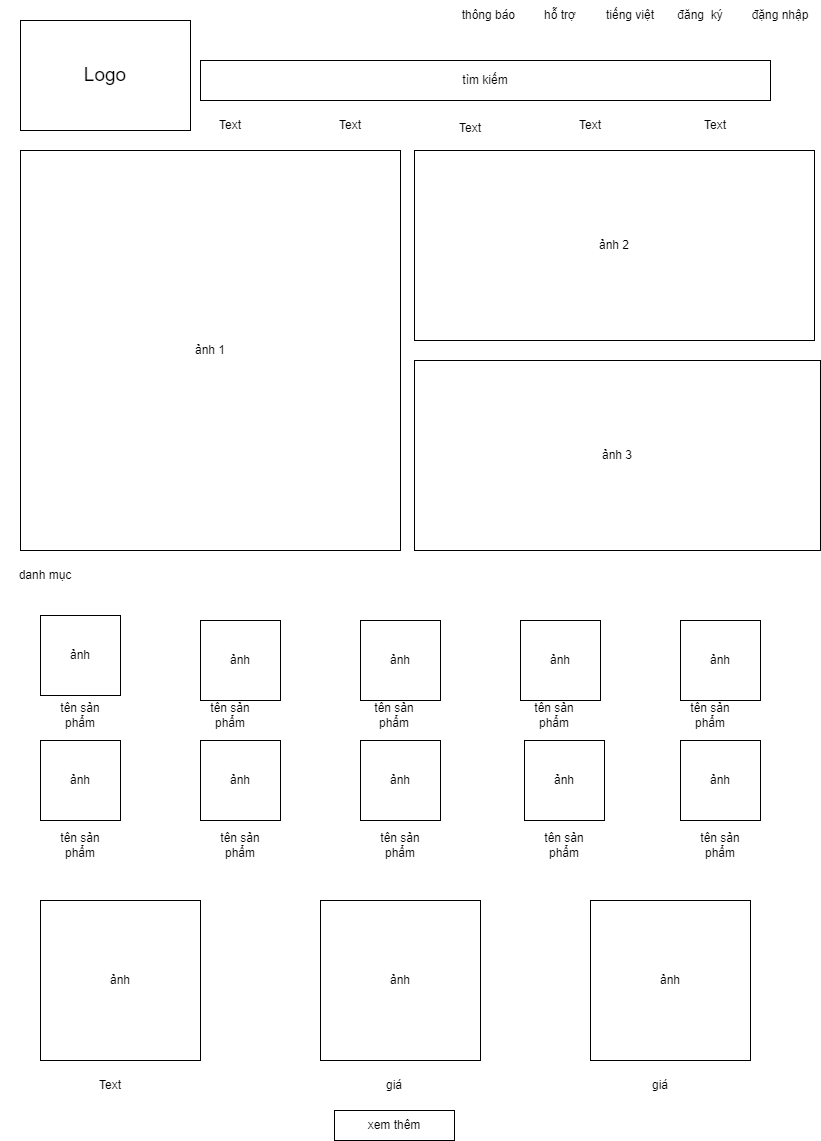 thông báo hỗ trợ tiếng việt đăng ký đặng nhập
Logo
tìm kiếm
Text Text Text Text Text
ảnh 1
ảnh 2
ảnh 3
danh mục
ảnh ảnh ảnh ảnh ảnh
tên sản tên sản tên sản tên sản tên sản
phẩm phẩm phẩm phẩm phẩm
ảnh ảnh ảnh ảnh ảnh
tên sản tên sản tên sản tên sản tên sản
phẩm phẩm phẩm phẩm phẩm
ảnh ảnh ảnh
Text giá giá
xem thêm